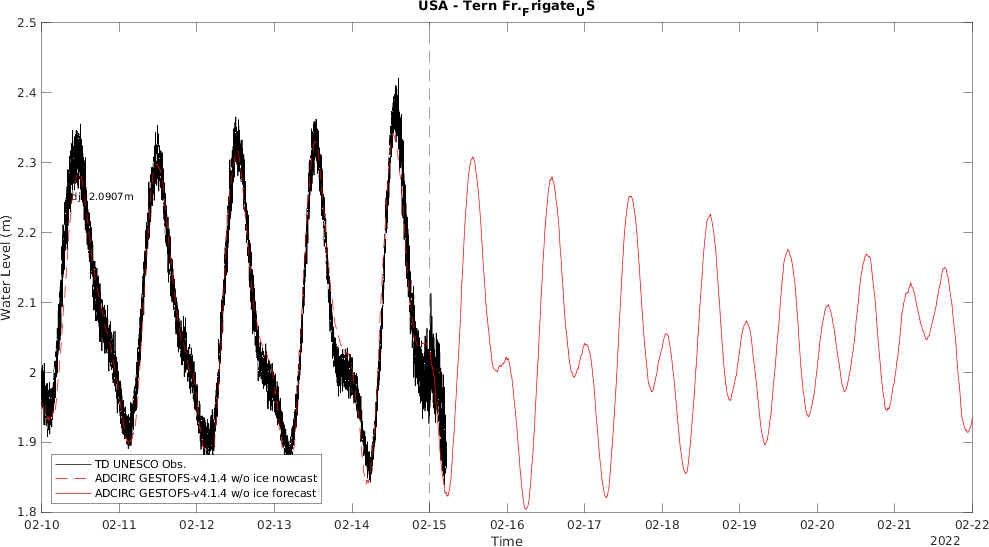 USA - Tern Fr.FrigateUS
2.5
2.4
2.3
2.2
2.1
2
1.9
1.8
Water Level (m)
2.0907m
TD UNESCO Obs.
ADCIRC GESTOFS-v4.1.4 w/o ice nowcast
ADCIRC GESTOFS-v4.1.4 w/o ice forecast
02-10 02-11 02-12 02-13 02-14 02-15 02-16 02-17 02-18 02-19 02-20 02-21 02-22
Time
2022